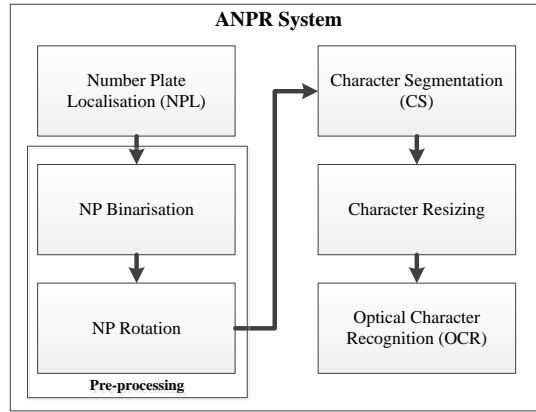 ANPR System
Number Plate
Localisation (NPL)
NP Binarisation
NP Rotation
Pre-processing
Character Segmentation
(CS)
Character Resizing
Optical Character
Recognition (OCR)